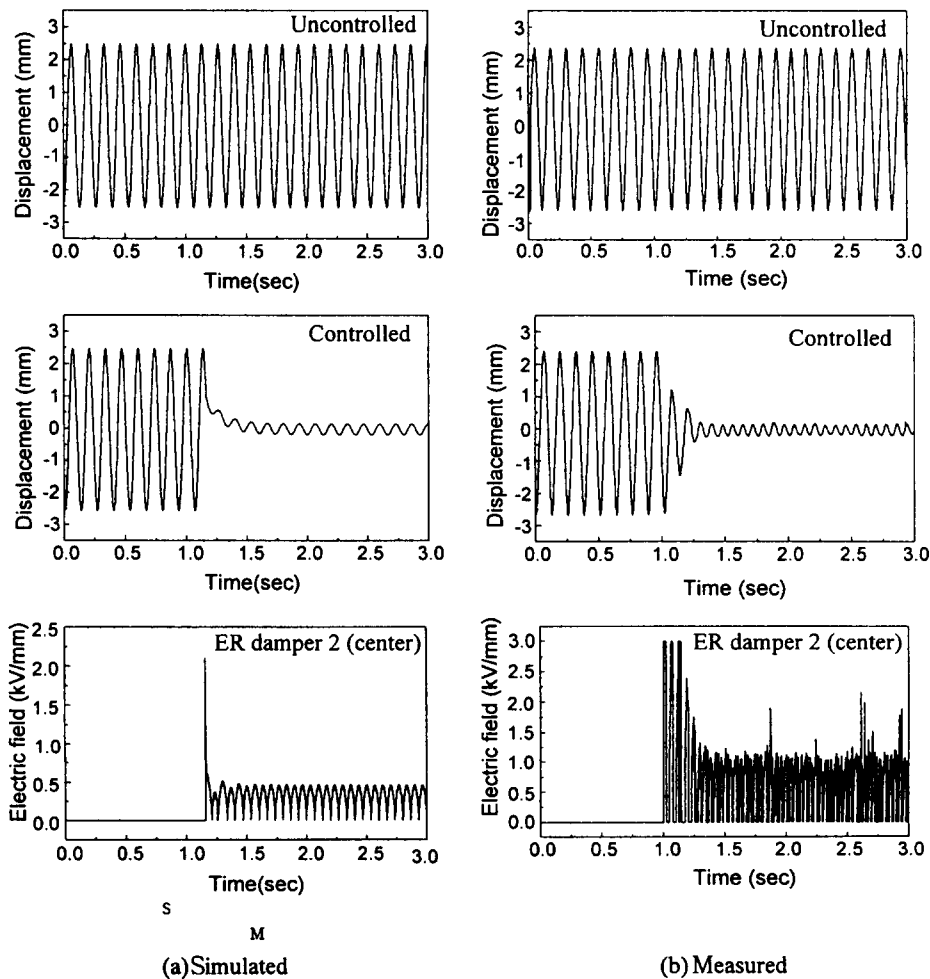 Uncontrolled
Displacement (mm)
3
2
1
0
-1
-2
-3
0.0 0.5 1.0 1.5 2.0 2.5 3.0
Time(sec)
Uncontrolled
Displacement (mm)
3
2
1
0
-1
-2
-3
0.0 0.5 1.0 1.5 2.0 2.5 3.0
Time (sec)
Controlled
Displacement (mm)
3
2
1
0
-1
-2
-3
0.0 0.5 1.0 1.5 2.0 2.5 3.0
Time(sec)
Controlled
Displacement (mm)
3
2
1
0
-1
-2
-3
0.0 0.5 1.0 1.5 2.0 2.5 3.0
Time (sec)
ER damper 2 (center)
Electric field (kV/mm)
2.5
2.0
1.5
1.0
0.5
0.0
0.0 0.5 1.0 1.5 2.0 2.5 3.0
Time(sec)
ER damper 2 (center)
Electric field (kV/mm)
3.0
2.5
2.0
1.5
1.0
0.5
0.0
0.0 0.5 1.0 1.5 2.0 2.5 3.0
Time (sec)
S
M
(a)Simulated
(b) Measured